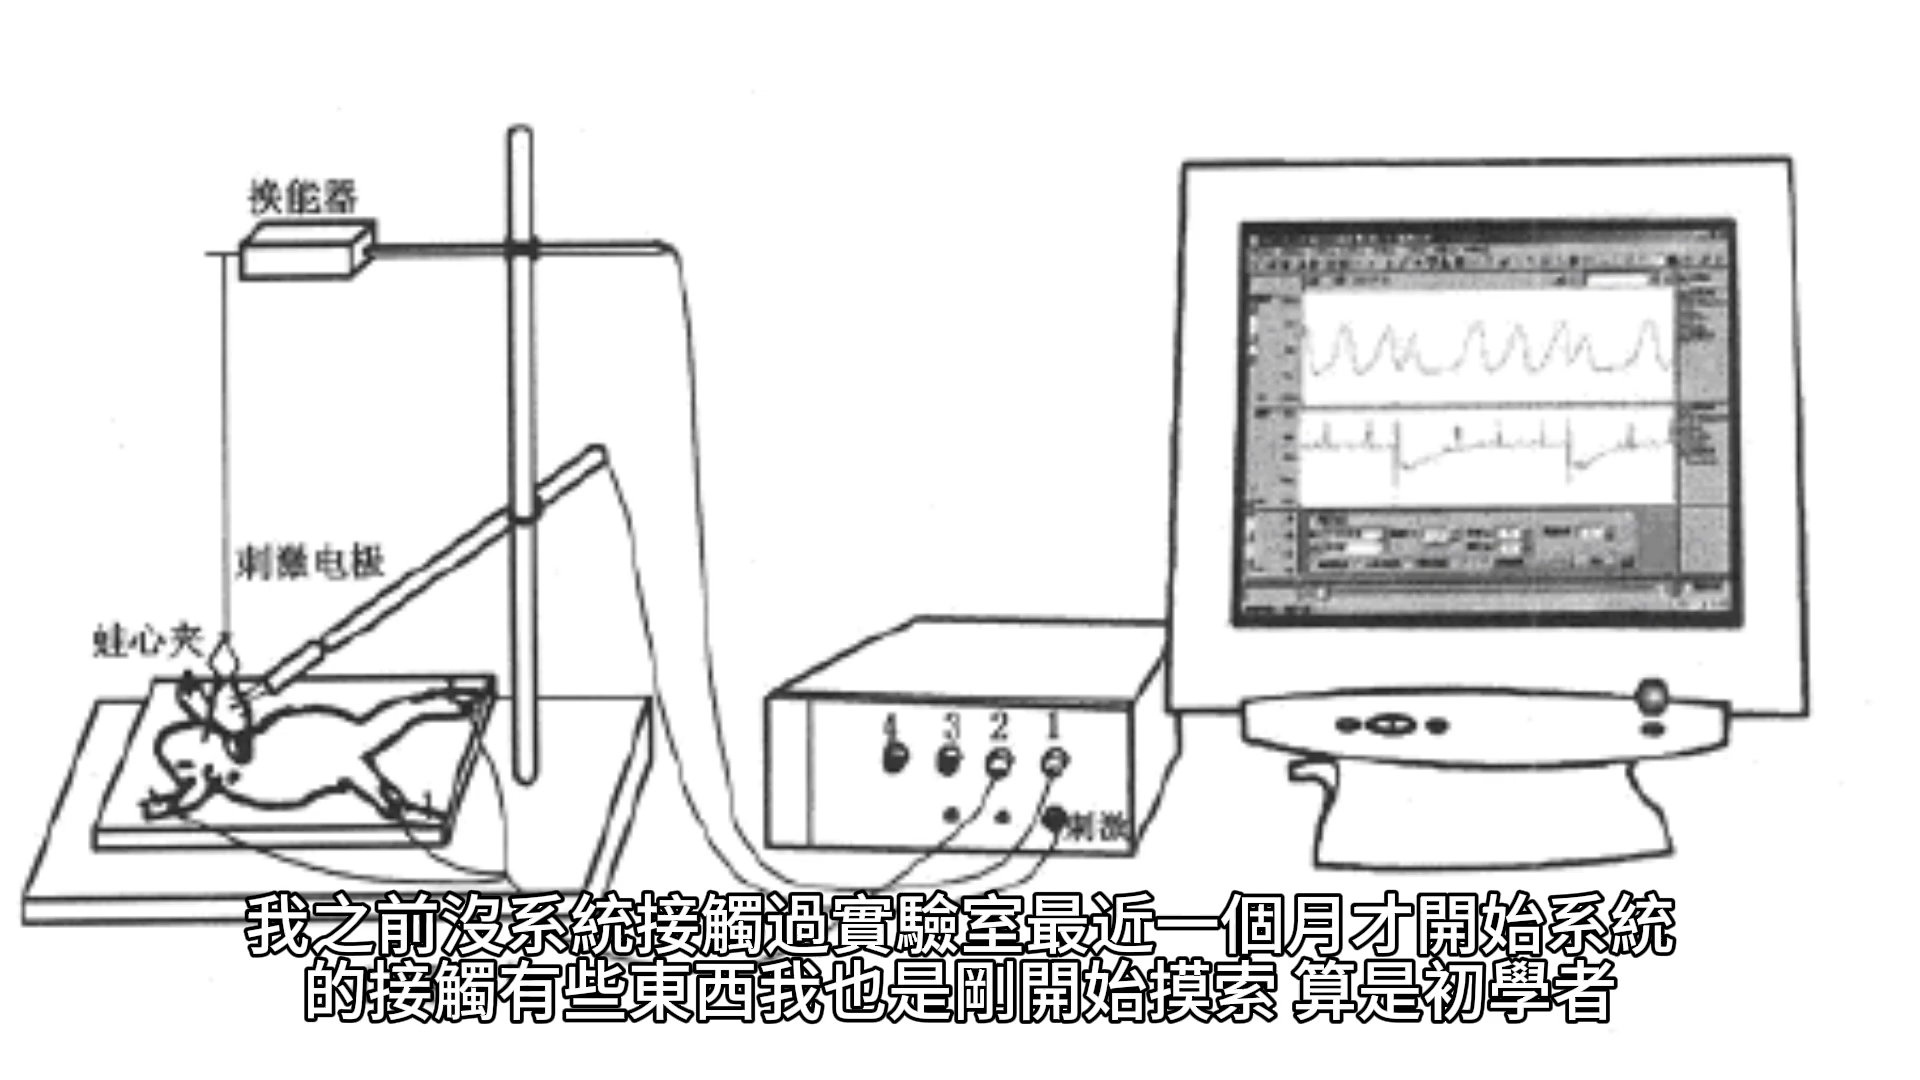 换能器
刺激电极
蛙心夹
4 3 2 1
刺激
我之前沒系統接觸過實驗室最近一個月才開始系統
的接觸有些東西我也是剛開始摸索 算是初學者